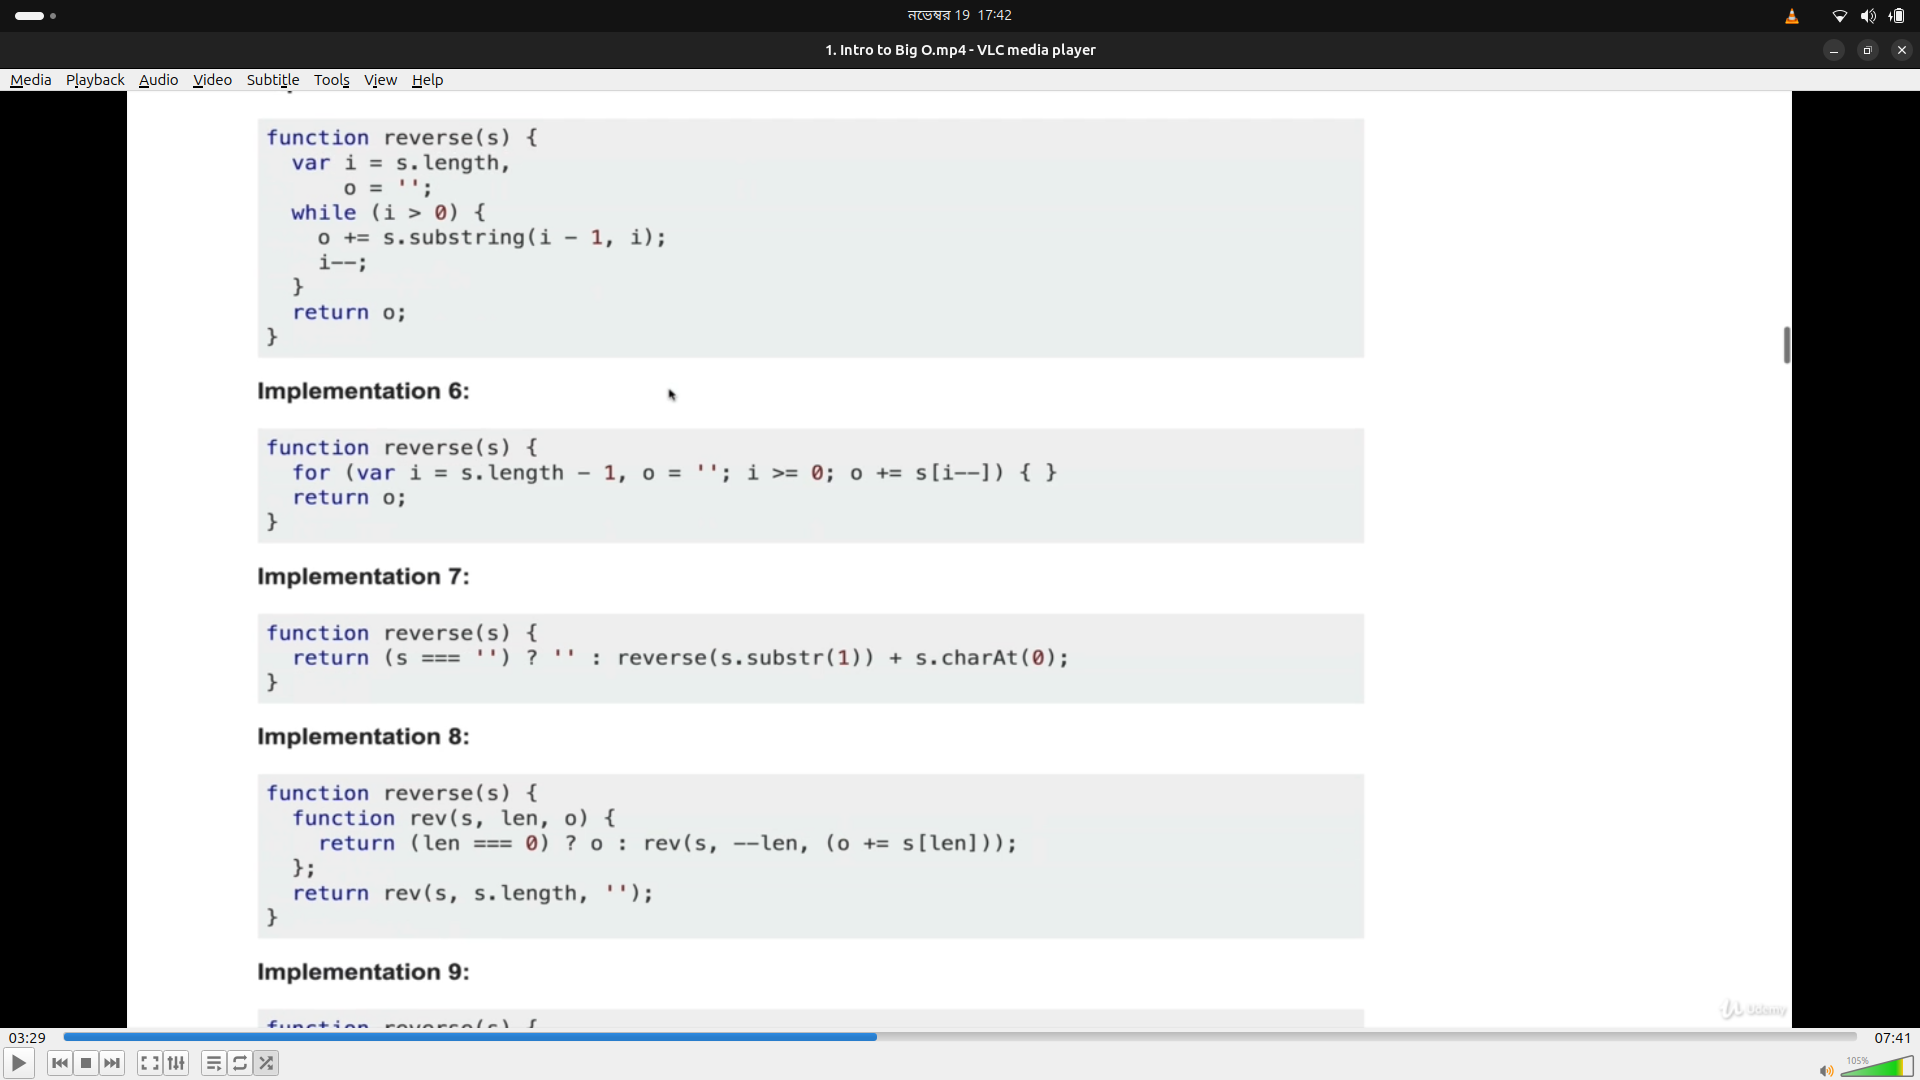 নভেম্বর 19 17:42
1. Intro to Big O.mp4 - VLC media player
Media Playback Audio Video Subtitle Tools View Help
function reverse(s) {
  var i = s.length,
      o = '';
  while (i > 0) {
    o += s.substring(i - 1, i);
    i--;
  }
  return o;
}
Implementation 6:
function reverse(s) {
  for (var i = s.length - 1, o = ''; i >= 0; o += s[i--]) { }
  return o;
}
Implementation 7:
function reverse(s) {
  return (s === '') ? '' : reverse(s.substr(1)) + s.charAt(0);
}
Implementation 8:
function reverse(s) {
  function rev(s, len, o) {
    return (len === 0) ? o : rev(s, --len, (o += s[len]));
  };
  return rev(s, s.length, '');
}
Implementation 9:
function reverse(s) {
Udemy
03:29 07:41
105%